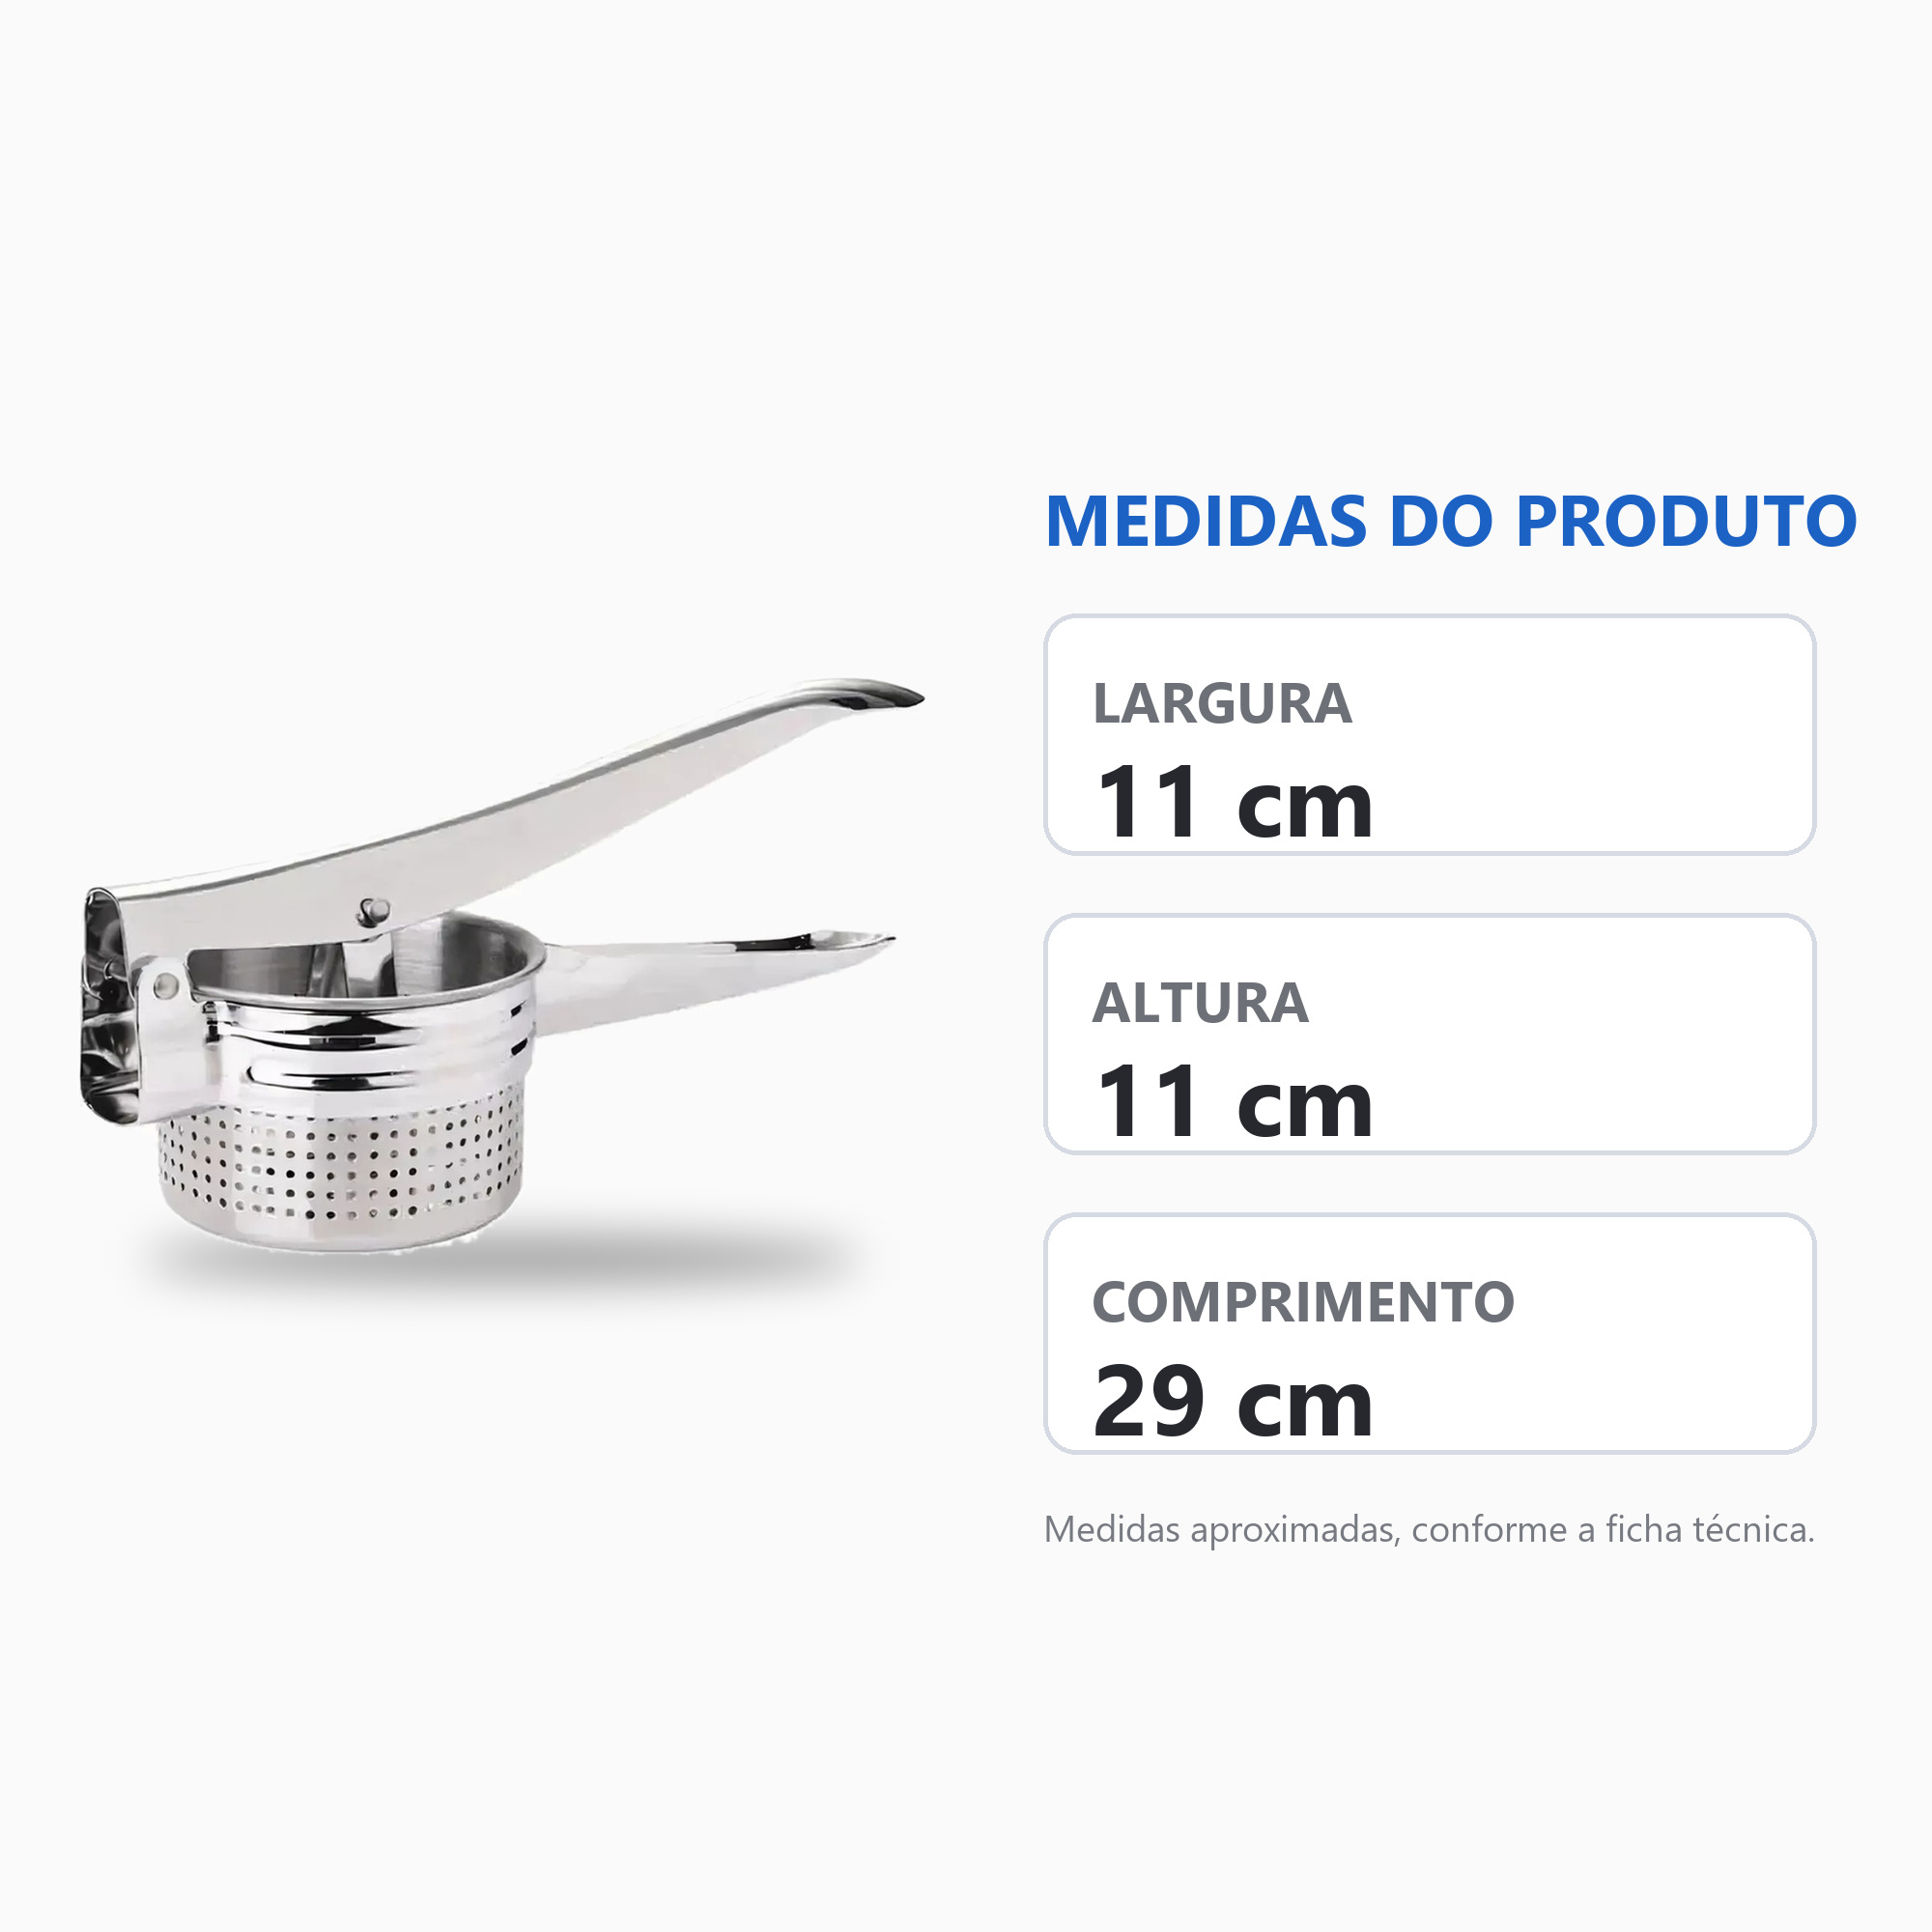 MEDIDAS DO PRODUTO
LARGURA
11 cm
ALTURA
11 cm
COMPRIMENTO
29 cm
Medidas aproximadas, conforme a ficha técnica.